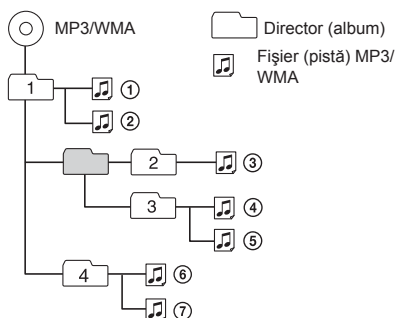 MP3/WMA
Director (album)
Fişier (pistă) MP3/
WMA
1
①
②
2
③
3
④
⑤
4
⑥
⑦